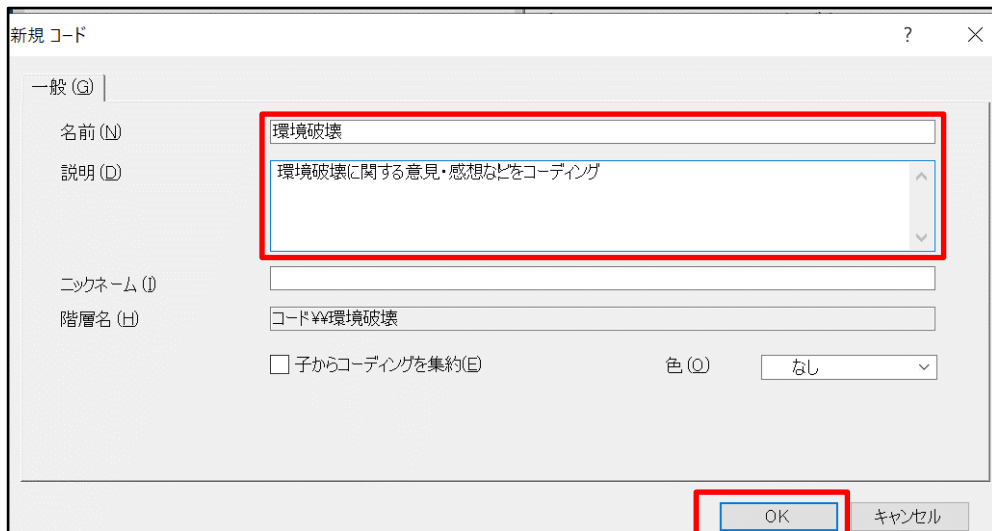 新規 コード
一般(G)
名前(N) 環境破壊
説明(D) 環境破壊に関する意見・感想などをコーディング
ニックネーム(I)
階層名(H) コード¥¥環境破壊
子からコーディングを集約(E) 色(O) なし
OK キャンセル